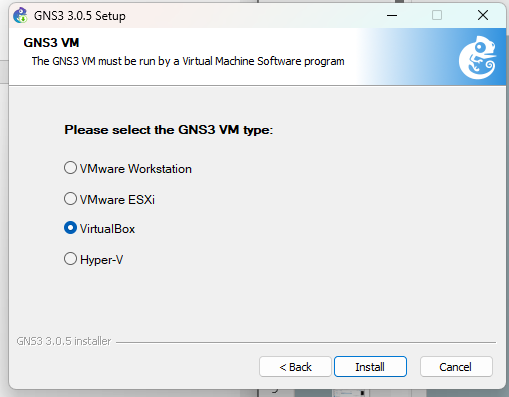 GNS3 3.0.5 Setup
GNS3 VM
The GNS3 VM must be run by a Virtual Machine Software program
Please select the GNS3 VM type:
VMware Workstation
VMware ESXi
VirtualBox
Hyper-V
GNS3 3.0.5 installer
< Back
Install
Cancel